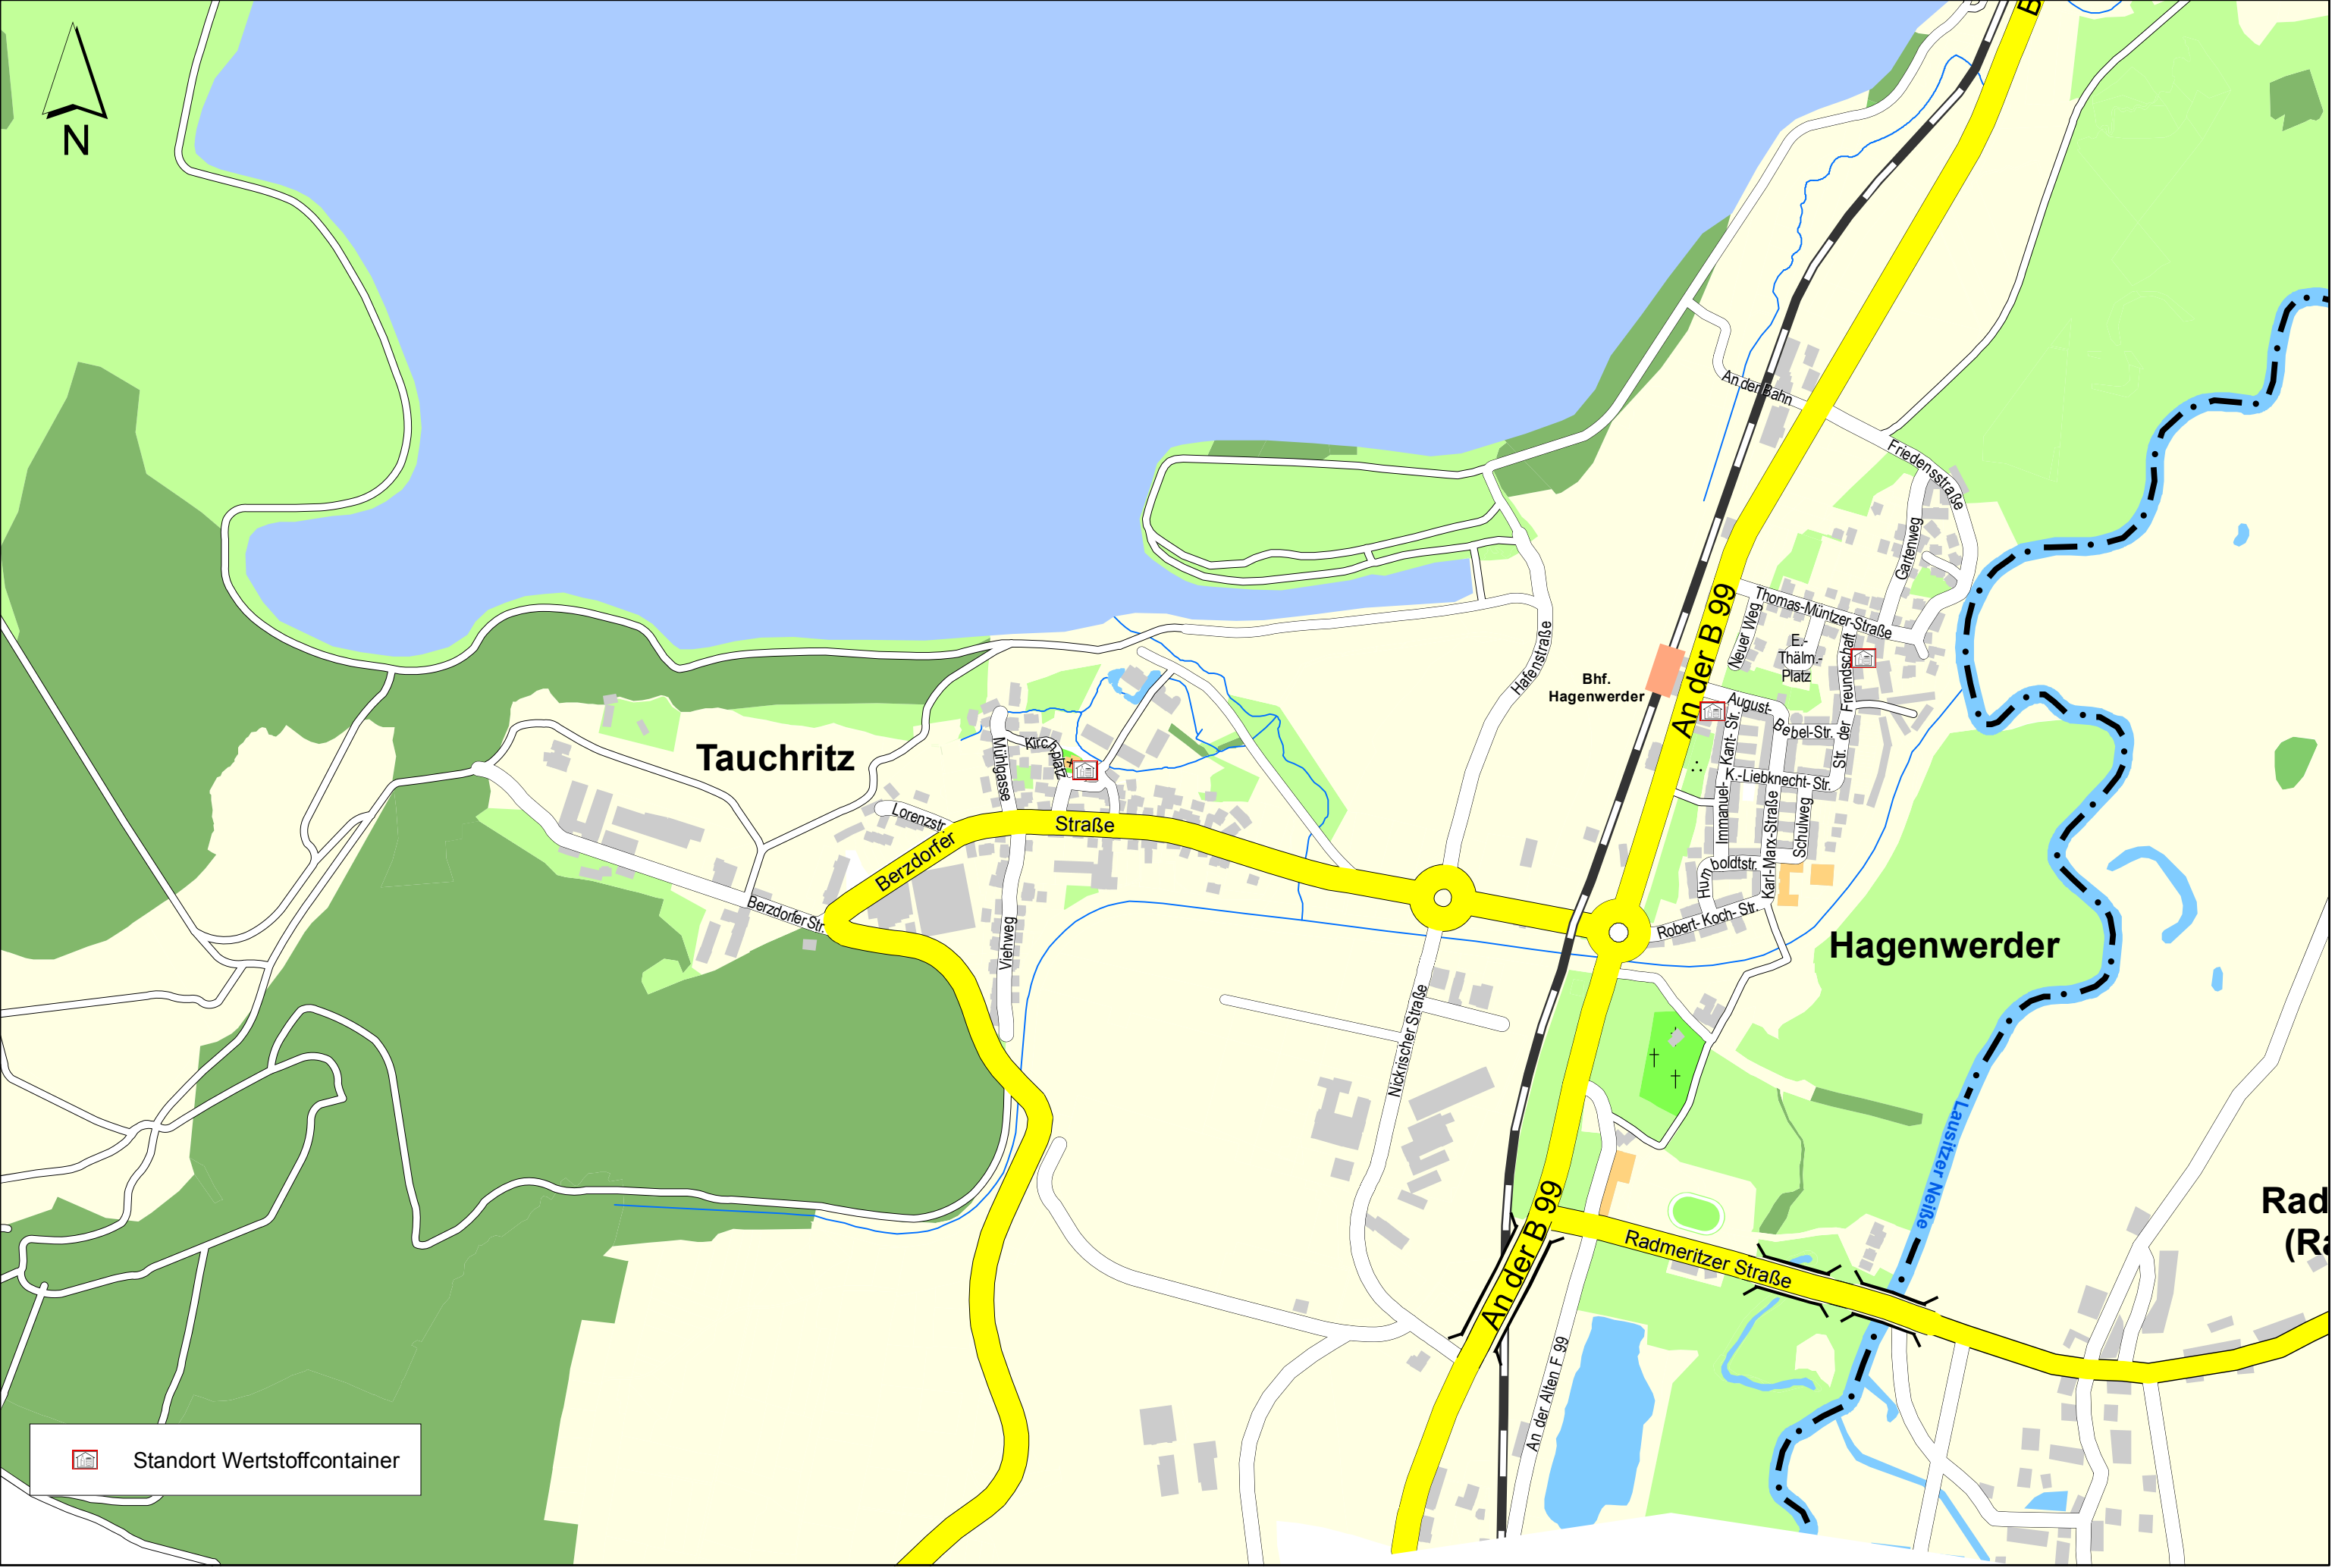 N
B
An der Bahn
Friedensstraße
Gartenweg
Thomas-Müntzer-Straße
Neuer Weg
E.-
Thälm.-
Platz
Str. der Freundschaft
An der B 99
Hafenstraße
Bhf.
Hagenwerder
August-
Bebel-Str.
Immanuel-Kant-Str.
K.-Liebknecht-Str.
Karl-Marx-Straße
Schulweg
Humboldtstr.
Robert-Koch-Str.
Tauchritz
Mühlgasse
Kirchplatz
Lorenzstr.
Berzdorfer Straße
Berzdorfer Str.
Viehweg
Hagenwerder
Nickrischer Straße
Lausitzer Neiße
An der B 99
Radmeritzer Straße
An der Alten F 99
Rad
(Ra
Standort Wertstoffcontainer